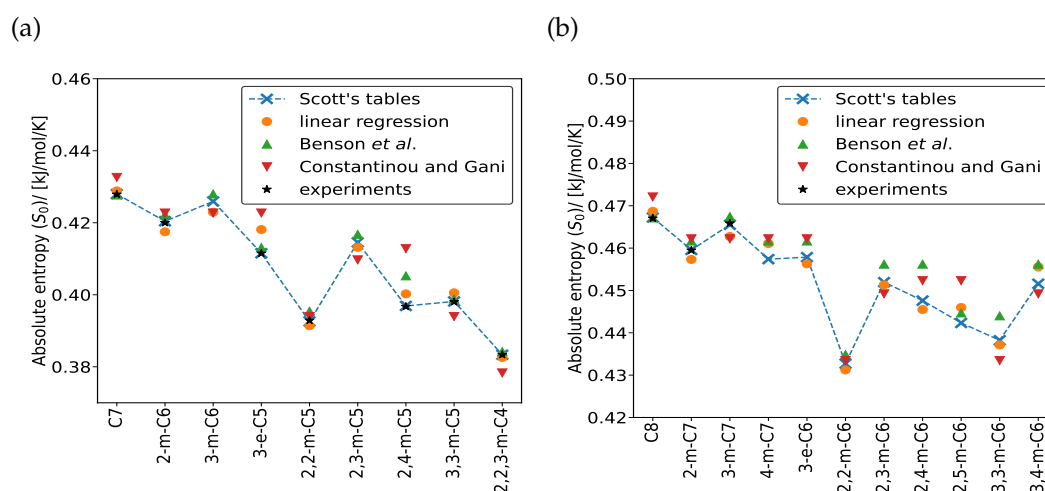 (a)
(b)
Absolute entropy (S0)/ [kJ/mol/K]
0.46
0.44
0.42
0.40
0.38
Scott's tables
linear regression
Benson et al.
Constantinou and Gani
experiments
C7
2-m-C6
3-m-C6
3-e-C5
2,2-m-C5
2,3-m-C5
2,4-m-C5
3,3-m-C5
2,2,3-m-C4
Absolute entropy (S0)/ [kJ/mol/K]
0.50
0.49
0.48
0.47
0.46
0.45
0.44
0.43
0.42
Scott's tables
linear regression
Benson et al.
Constantinou and Gani
experiments
C8
2-m-C7
3-m-C7
4-m-C7
3-e-C6
2,2-m-C6
2,3-m-C6
2,4-m-C6
2,5-m-C6
3,3-m-C6
3,4-m-C6